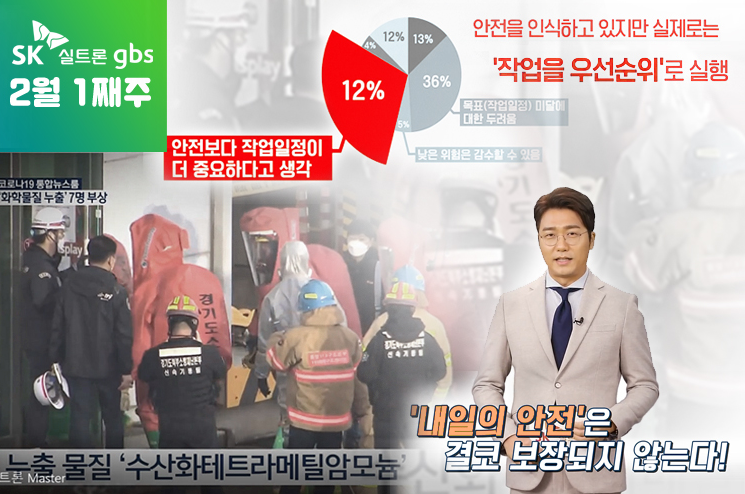 SK 실트론 gbs
2월 1째주
안전을 인식하고 있지만 실제로는
'작업을 우선순위'로 실행
4%
12%
13%
12%
36%
5%
목표(작업일정) 미달에
대한 두려움
안전보다 작업일정이
더 중요하다고 생각
낮은 위험은 감수할 수 있음
코로나19 통합뉴스룸
화학물질 누출' 7명 부상
경기도
'내일의 안전'은
결코 보장되지 않는다!
누출 물질 '수산화테트라메틸암모늄'
트론 Master